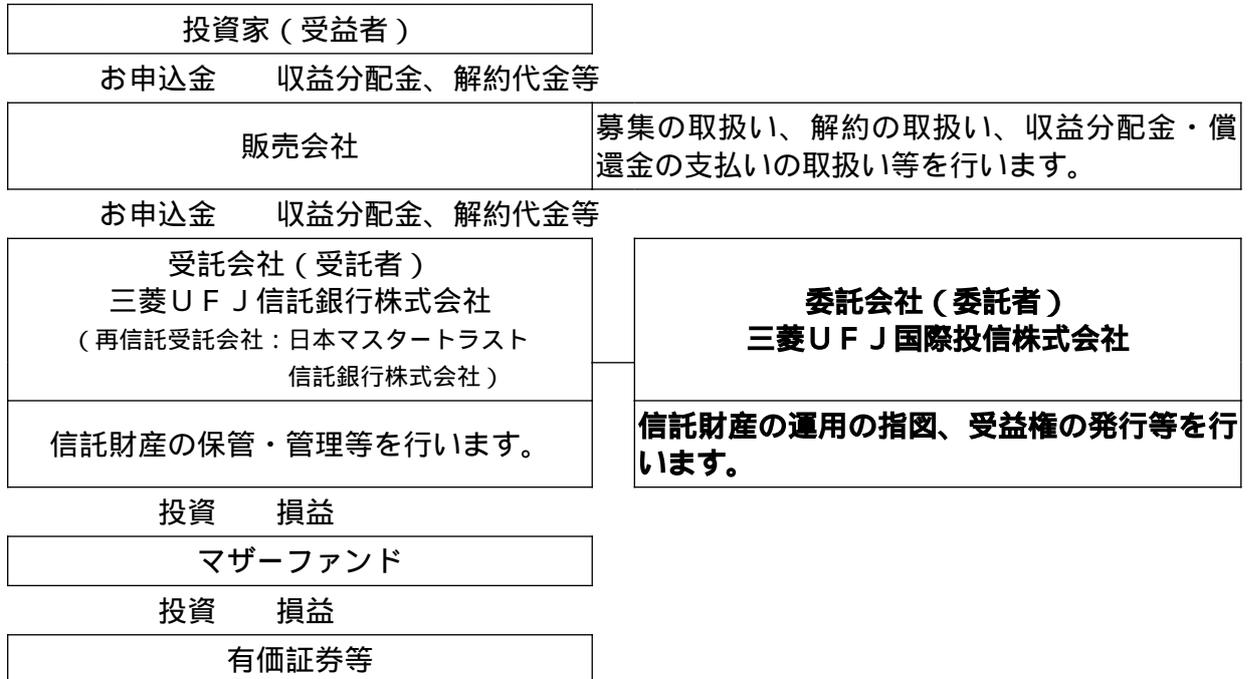 投資家（受益者）
お申込金　　収益分配金、解約代金等
販売会社
募集の取扱い、解約の取扱い、収益分配金・償
還金の支払いの取扱い等を行います。
お申込金　　収益分配金、解約代金等
受託会社（受託者）
三菱ＵＦＪ信託銀行株式会社
（再信託受託会社：日本マスタートラスト
信託銀行株式会社）
信託財産の保管・管理等を行います。
委託会社（委託者）
三菱ＵＦＪ国際投信株式会社
信託財産の運用の指図、受益権の発行等を行
います。
投資　　損益
マザーファンド
投資　　損益
有価証券等